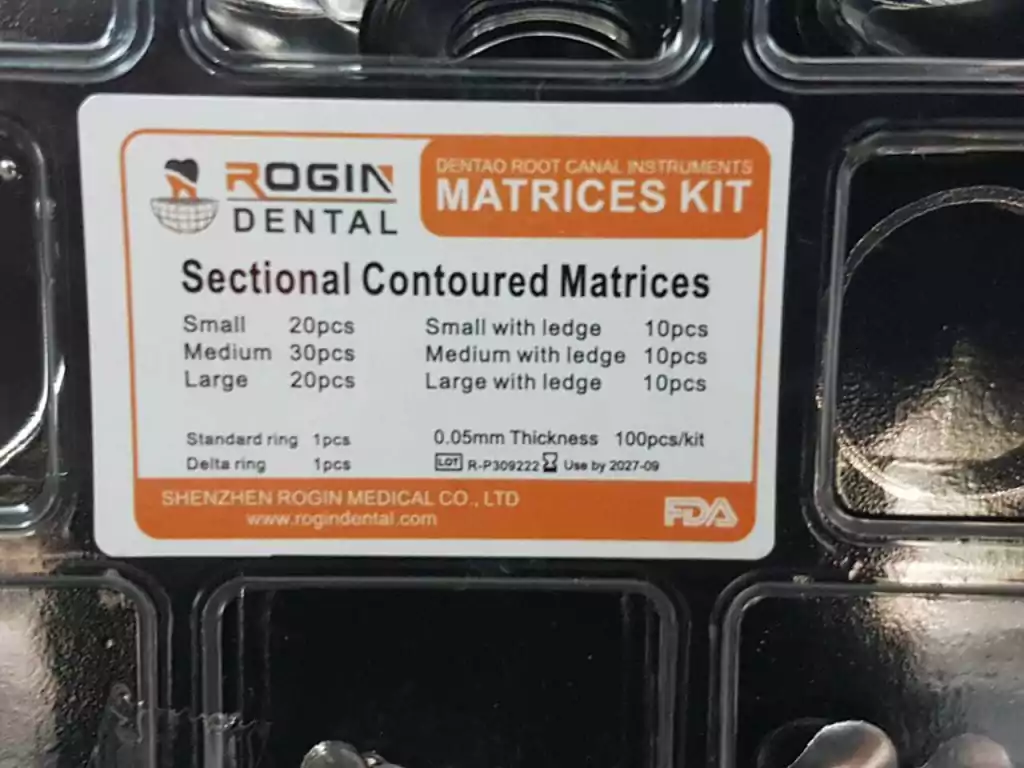 ROGIN
DENTAL
DENTAO ROOT CANAL INSTRUMENTS
MATRICES KIT
Sectional Contoured Matrices
Small 20pcs Small with ledge 10pcs
Medium 30pcs Medium with ledge 10pcs
Large 20pcs Large with ledge 10pcs
Standard ring 1pcs 0.05mm Thickness 100pcs/kit
Delta ring 1pcs LOT R-P309222 Use by 2027-09
SHENZHEN ROGIN MEDICAL CO., LTD
www.rogindental.com
FDA